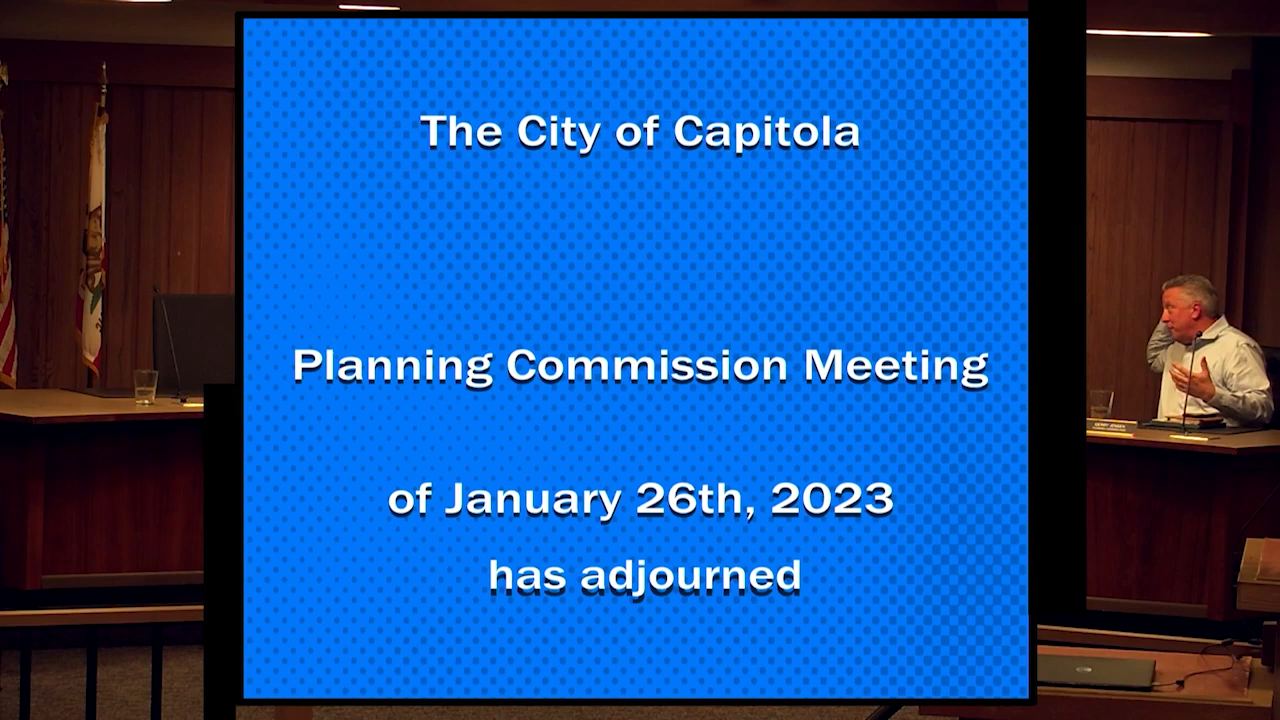 The City of Capitola
Planning Commission Meeting
of January 26th, 2023
has adjourned